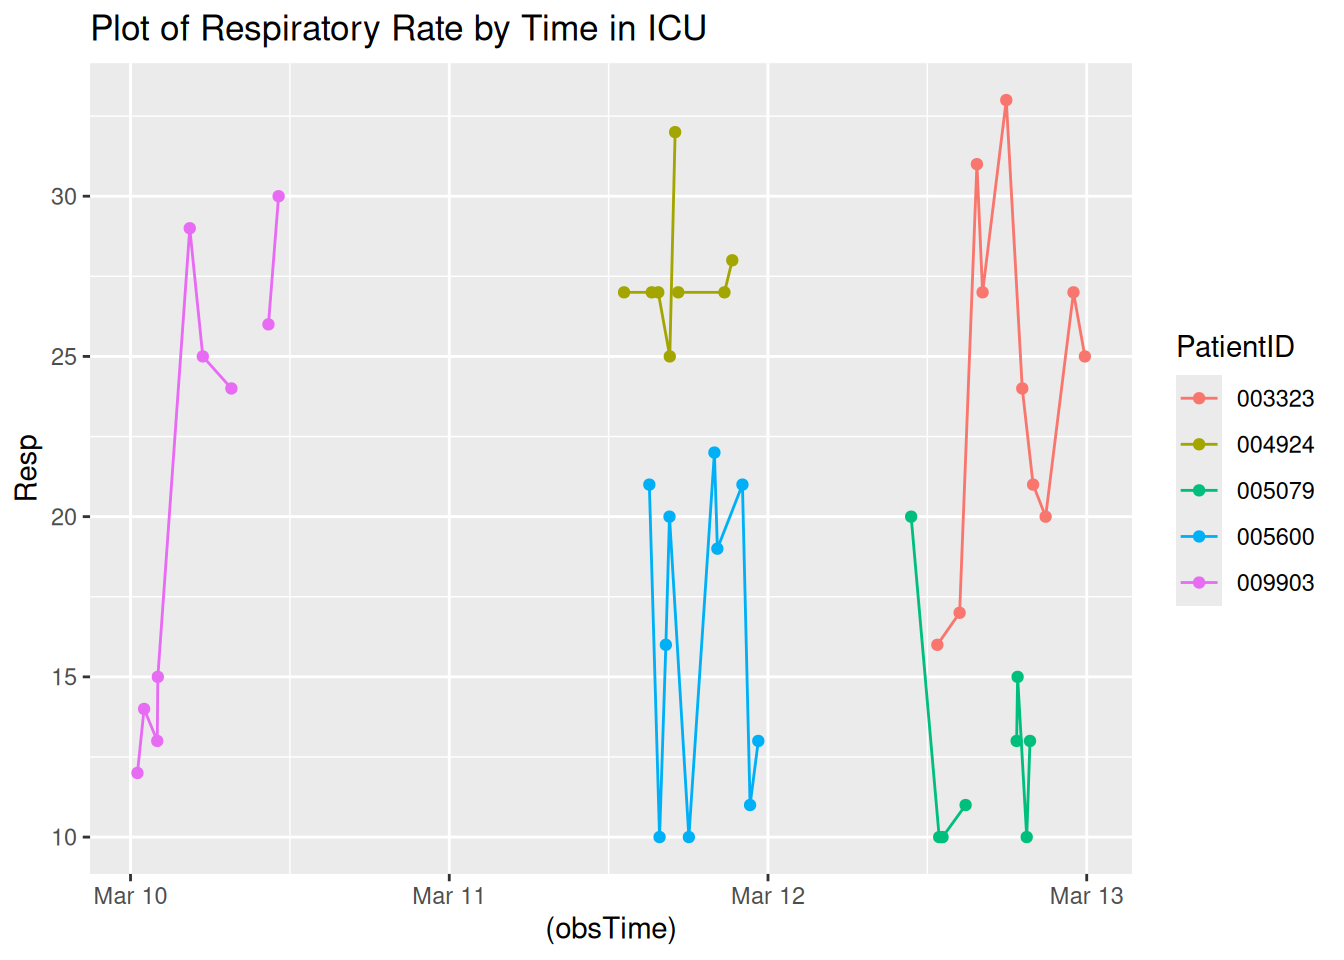 Plot of Respiratory Rate by Time in ICU
30
25
20
15
10
Resp
Mar 10
Mar 11
Mar 12
Mar 13
(obsTime)
PatientID
003323
004924
005079
005600
009903